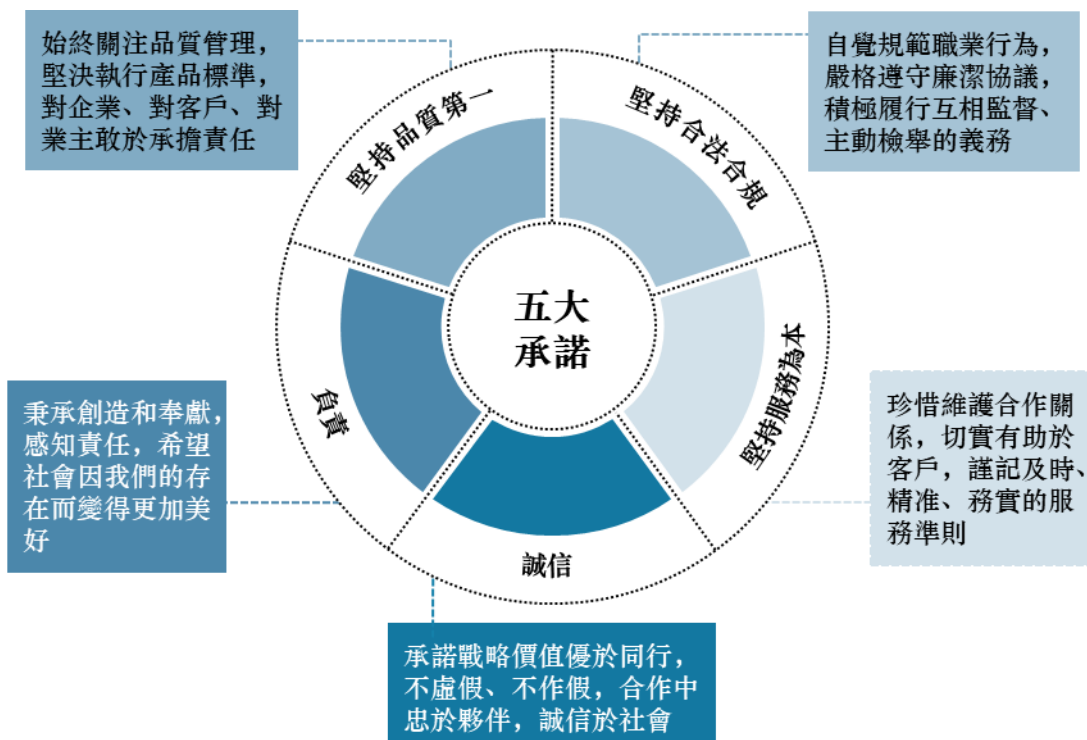 始終關注品質管理，
堅決執行產品標準，
對企業、對客戶、對
業主敢於承擔責任
自覺規範職業行為，
嚴格遵守廉潔協議，
積極履行互相監督、
主動檢舉的義務
堅持品質第一
堅持合法合規
五大
承諾
負責
堅持服務為本
秉承創造和奉獻，
感知責任，希望
社會因我們的存
在而變得更加美
好
珍惜維護合作關
係，切實有助於
客戶，謹記及時、
精准、務實的服
務準則
誠信
承諾戰略價值優於同行，
不虛假、不作假，合作中
忠於夥伴，誠信於社會